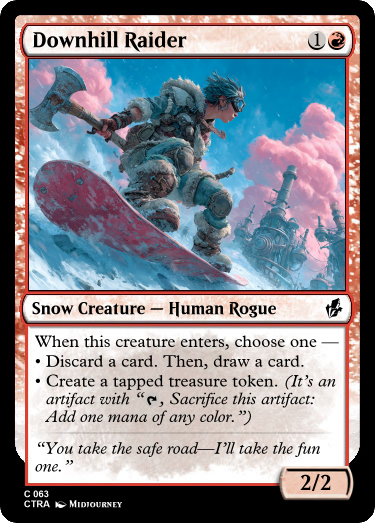 Downhill Raider 1
Snow Creature — Human Rogue
When this creature enters, choose one —
• Discard a card. Then, draw a card.
• Create a tapped treasure token. (It's an
artifact with “, Sacrifice this artifact:
Add one mana of any color.”)
“You take the safe road—I'll take the fun
one.”
2/2
C 063
CTRA Midjourney